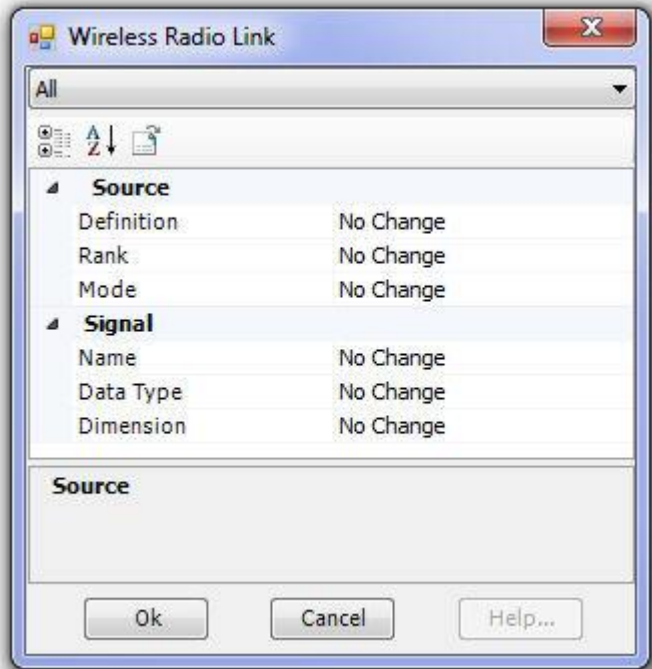 Wireless Radio Link
All
Source
Definition No Change
Rank No Change
Mode No Change
Signal
Name No Change
Data Type No Change
Dimension No Change
Source
Ok Cancel Help...